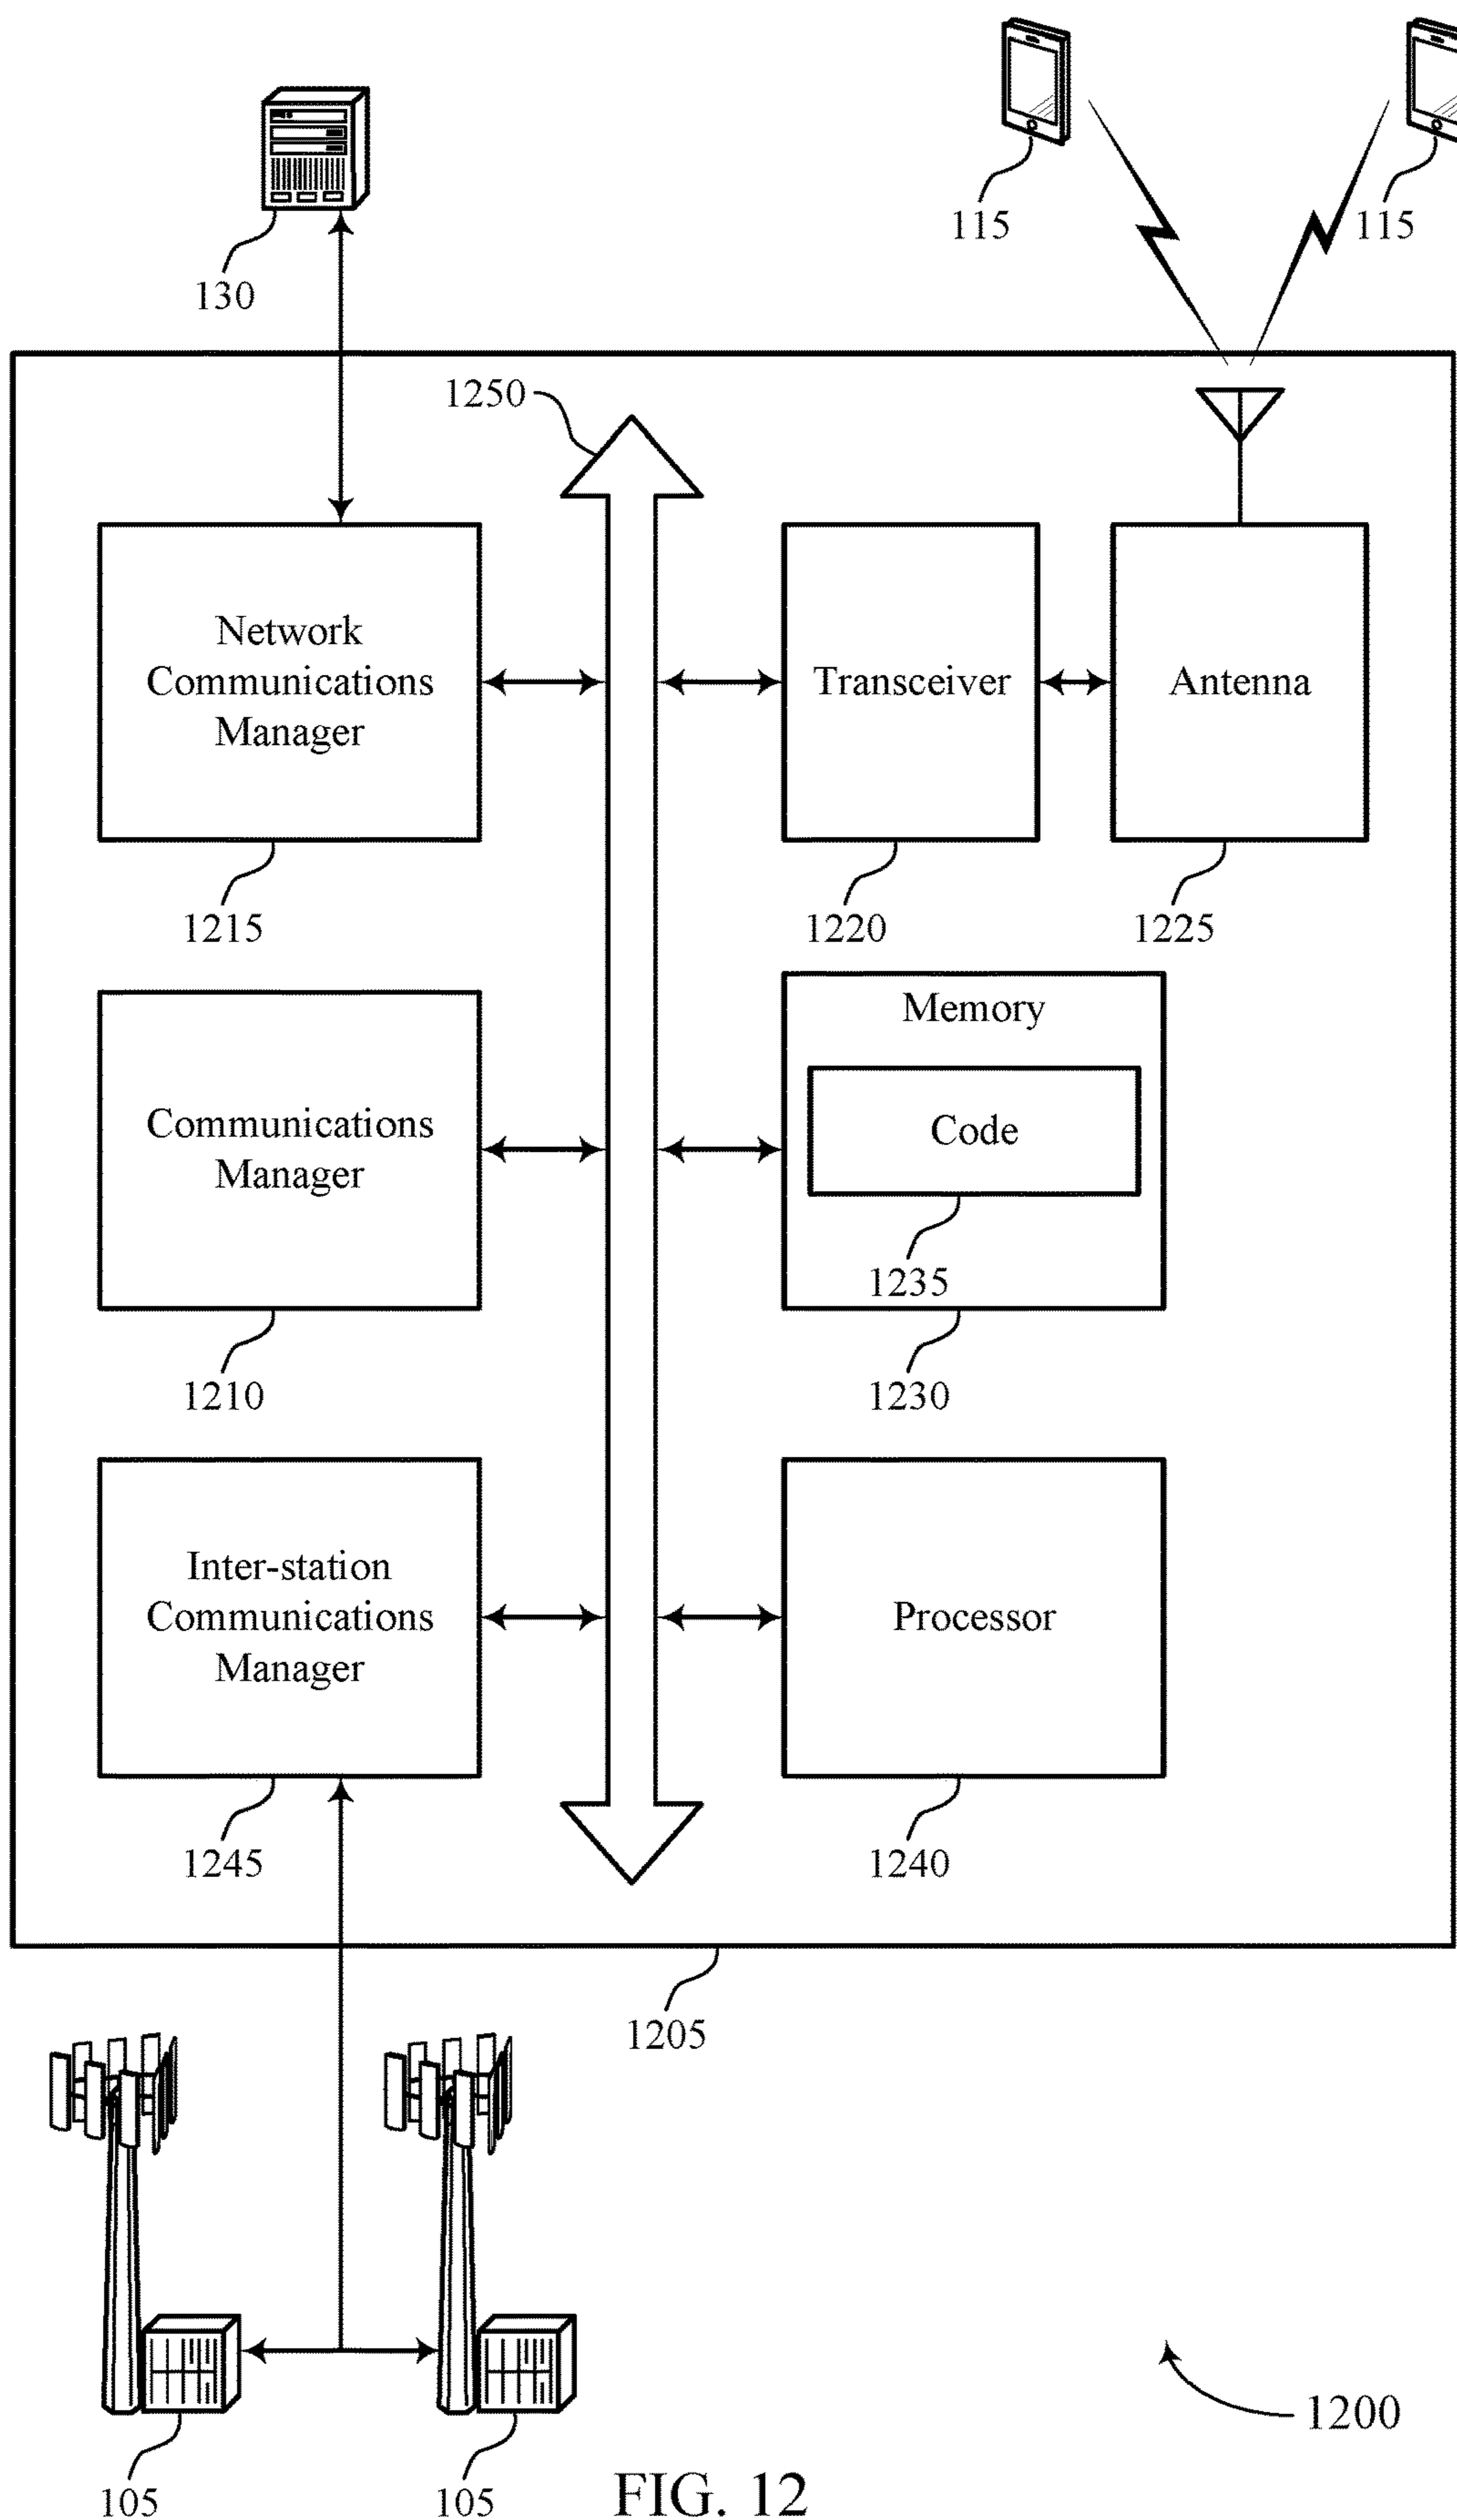 115
115
130
1250
Network
Communications
Manager
Transceiver
Antenna
1215
1220
1225
Memory
Communications
Manager
Code
1235
1210
1230
Inter-station
Communications
Manager
Processor
1245
1240
1205
1200
105
105
FIG. 12